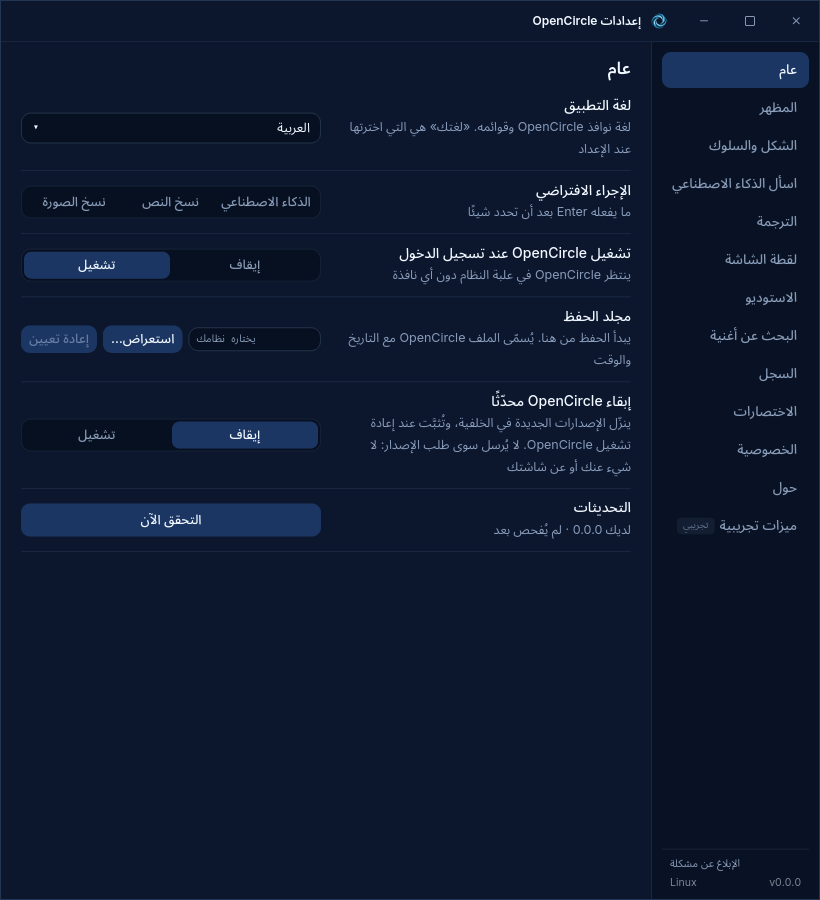 إعدادات OpenCircle
عام
المظهر
الشكل والسلوك
اسأل الذكاء الاصطناعي
الترجمة
لقطة الشاشة
الاستوديو
البحث عن أغنية
السجل
الاختصارات
الخصوصية
حول
ميزات تجريبية تجريبي
الإبلاغ عن مشكلة
v0.0.0 Linux
عام
لغة التطبيق
لغة نوافذ OpenCircle وقوائمه. «لغتك» هي التي اخترتها
عند الإعداد
العربية
الإجراء الافتراضي
ما يفعله Enter بعد أن تحدد شيئًا
الذكاء الاصطناعي نسخ النص نسخ الصورة
تشغيل OpenCircle عند تسجيل الدخول
ينتظر OpenCircle في علبة النظام دون أي نافذة
إيقاف تشغيل
مجلد الحفظ
يبدأ الحفظ من هنا. يُسمّى الملف OpenCircle مع التاريخ
والوقت
يختاره نظامك استعراض... إعادة تعيين
إبقاء OpenCircle محدّثًا
ينزّل الإصدارات الجديدة في الخلفية، وتُثبَّت عند إعادة
تشغيل OpenCircle. لا يُرسل سوى طلب الإصدار: لا
شيء عنك أو عن شاشتك
إيقاف تشغيل
التحديثات
لديك 0.0.0 · لم يُفحص بعد
التحقق الآن